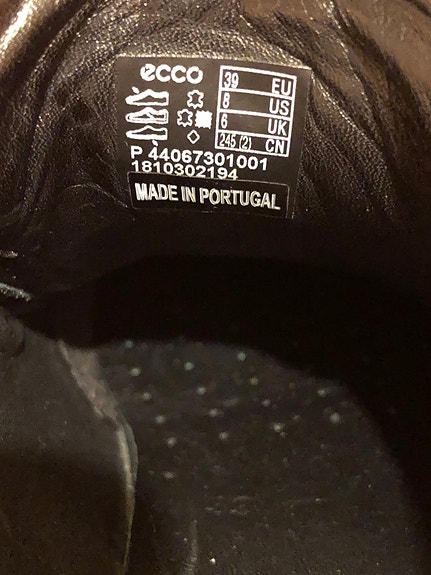 ecco
39 EU
8 US
6 UK
245 (2) CN
P 44067301001
1810302194
MADE IN PORTUGAL